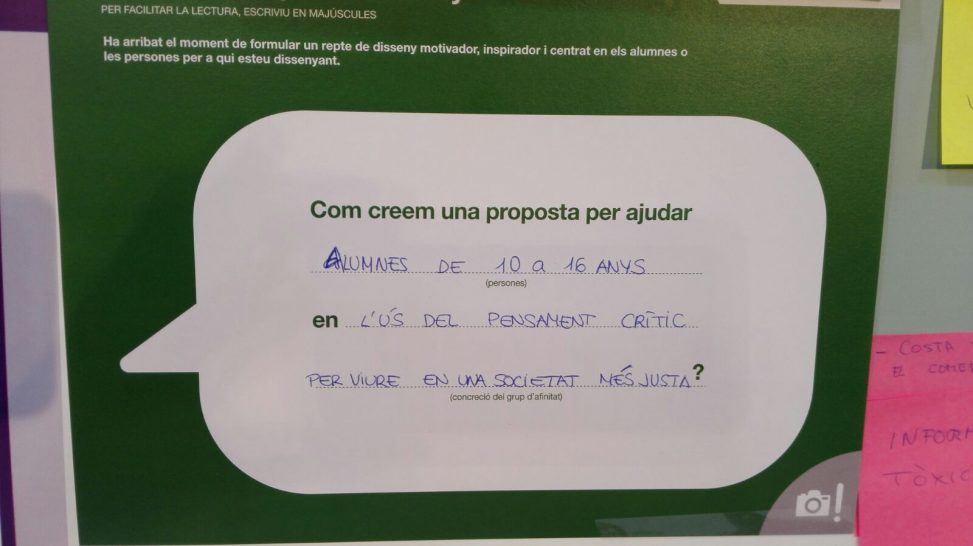 PER FACILITAR LA LECTURA, ESCRIVIU EN MAJÚSCULES
Ha arribat el moment de formular un repte de disseny motivador, inspirador i centrat en els alumnes o
les persones per a qui esteu dissenyant.
Com creem una proposta per ajudar
ALUMNES DE 10 a 16 ANYS
(persones)
en L'ÚS DEL PENSAMENT CRÍTIC
PER VIURE EN UNA SOCIETAT MÉS JUSTA?
(concreció del grup d'afinitat)
- COSTA
EL